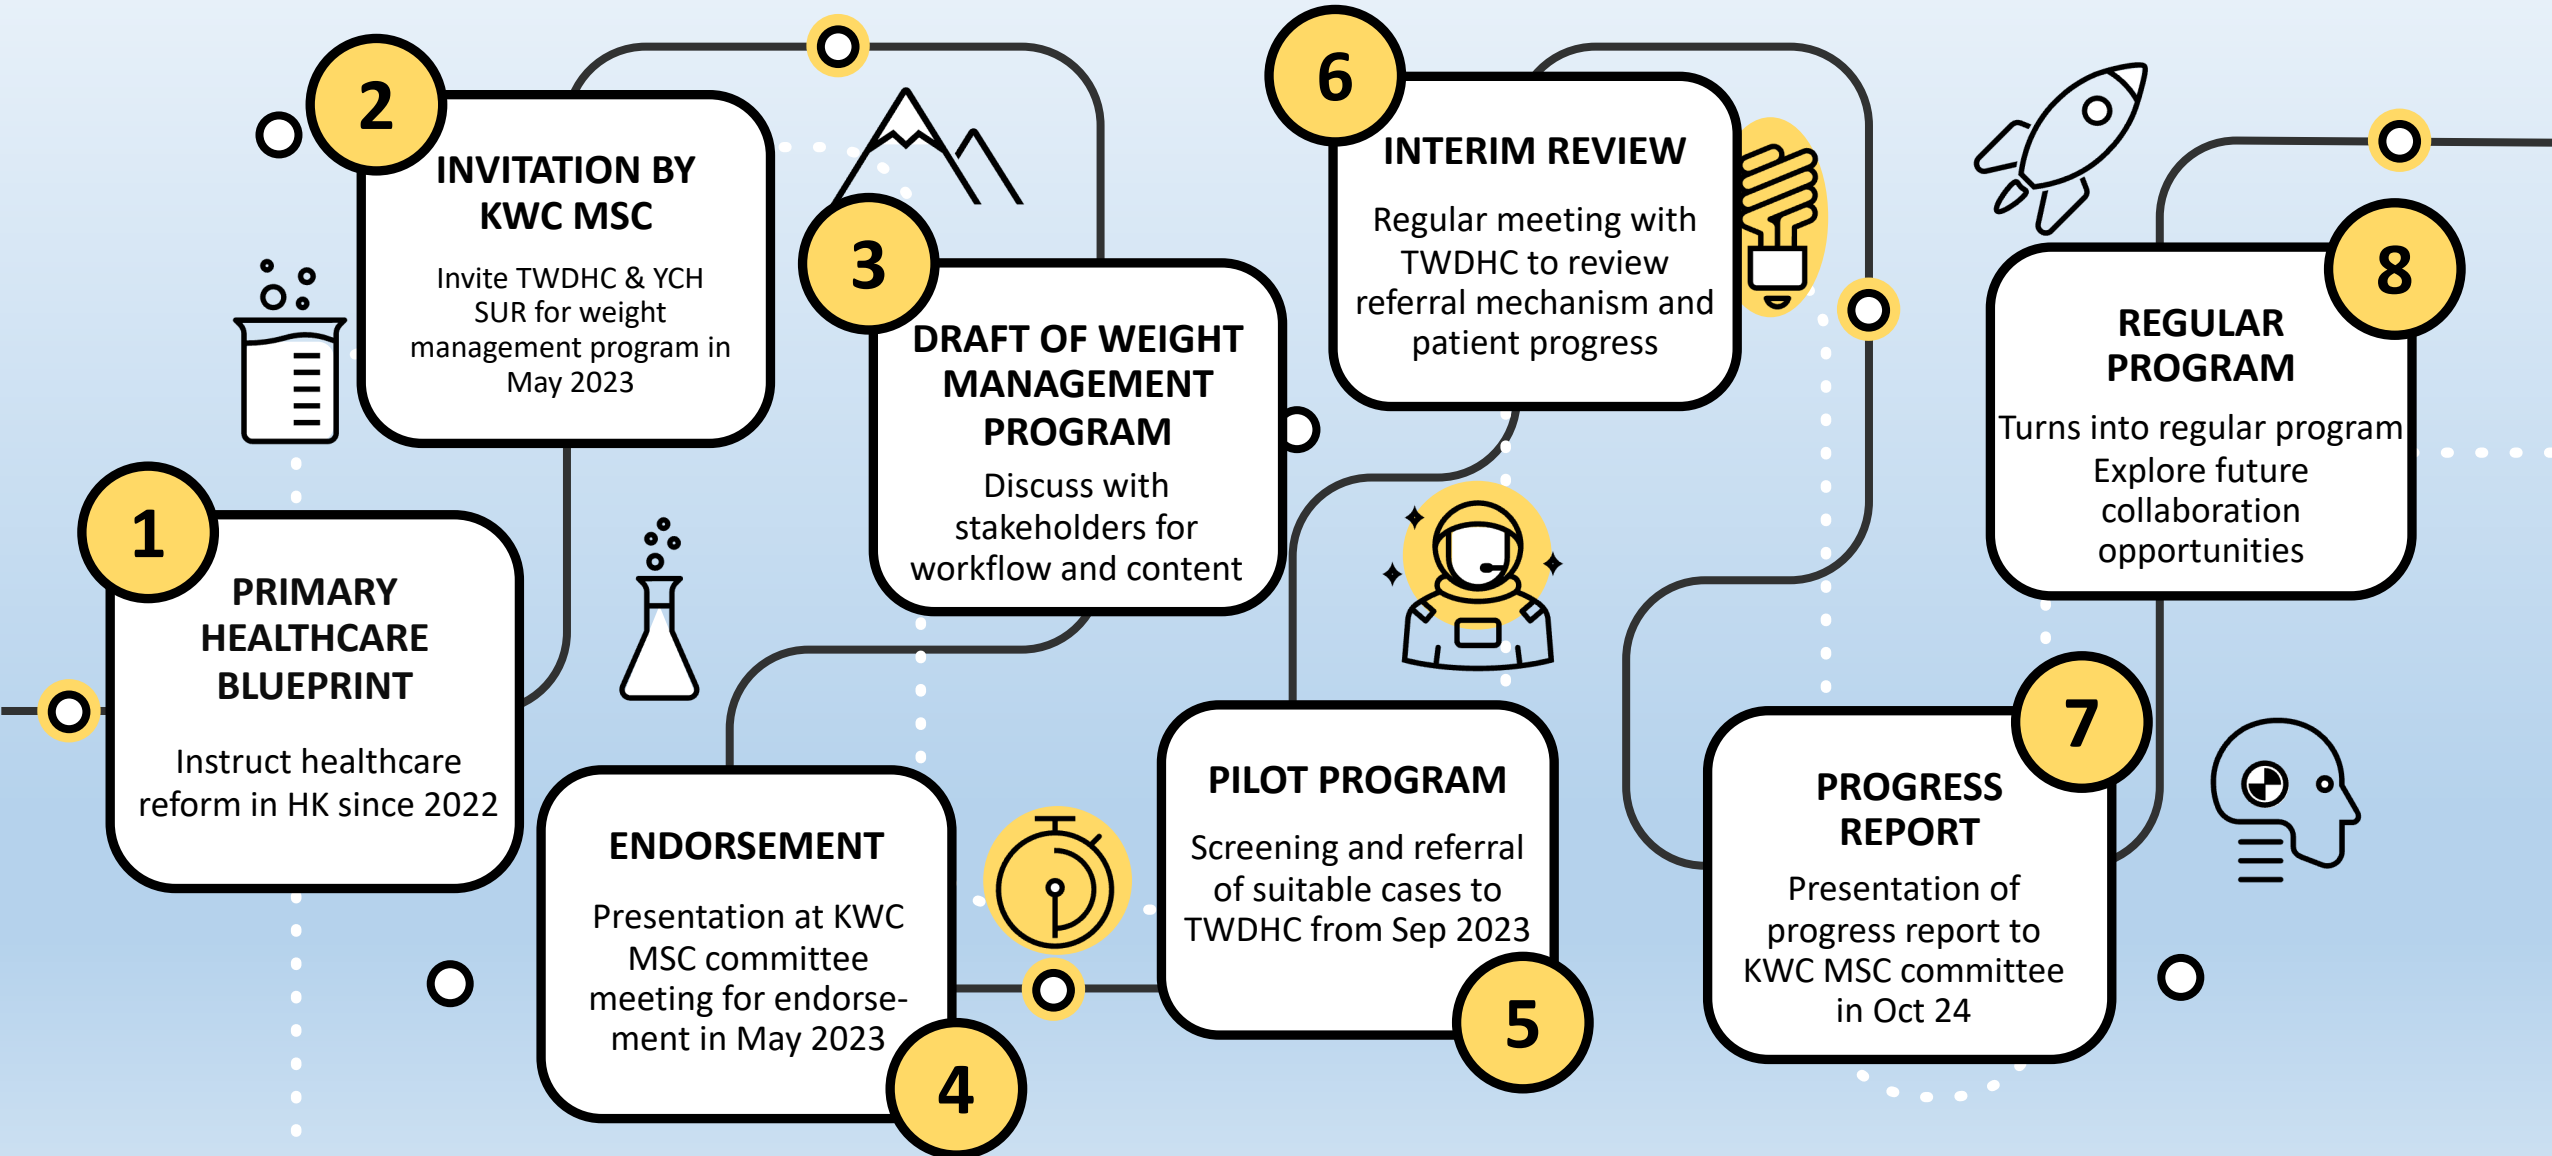 1
PRIMARY
HEALTHCARE
BLUEPRINT
Instruct healthcare
reform in HK since 2022
2
INVITATION BY
KWC MSC
Invite TWDHC & YCH
SUR for weight
management program in
May 2023
3
DRAFT OF WEIGHT
MANAGEMENT
PROGRAM
Discuss with
stakeholders for
workflow and content
ENDORSEMENT
Presentation at KWC
MSC committee
meeting for endorse-
ment in May 2023
4
PILOT PROGRAM
Screening and referral
of suitable cases to
TWDHC from Sep 2023
5
6
INTERIM REVIEW
Regular meeting with
TWDHC to review
referral mechanism and
patient progress
7
PROGRESS
REPORT
Presentation of
progress report to
KWC MSC committee
in Oct 24
8
REGULAR
PROGRAM
Turns into regular program
Explore future
collaboration
opportunities